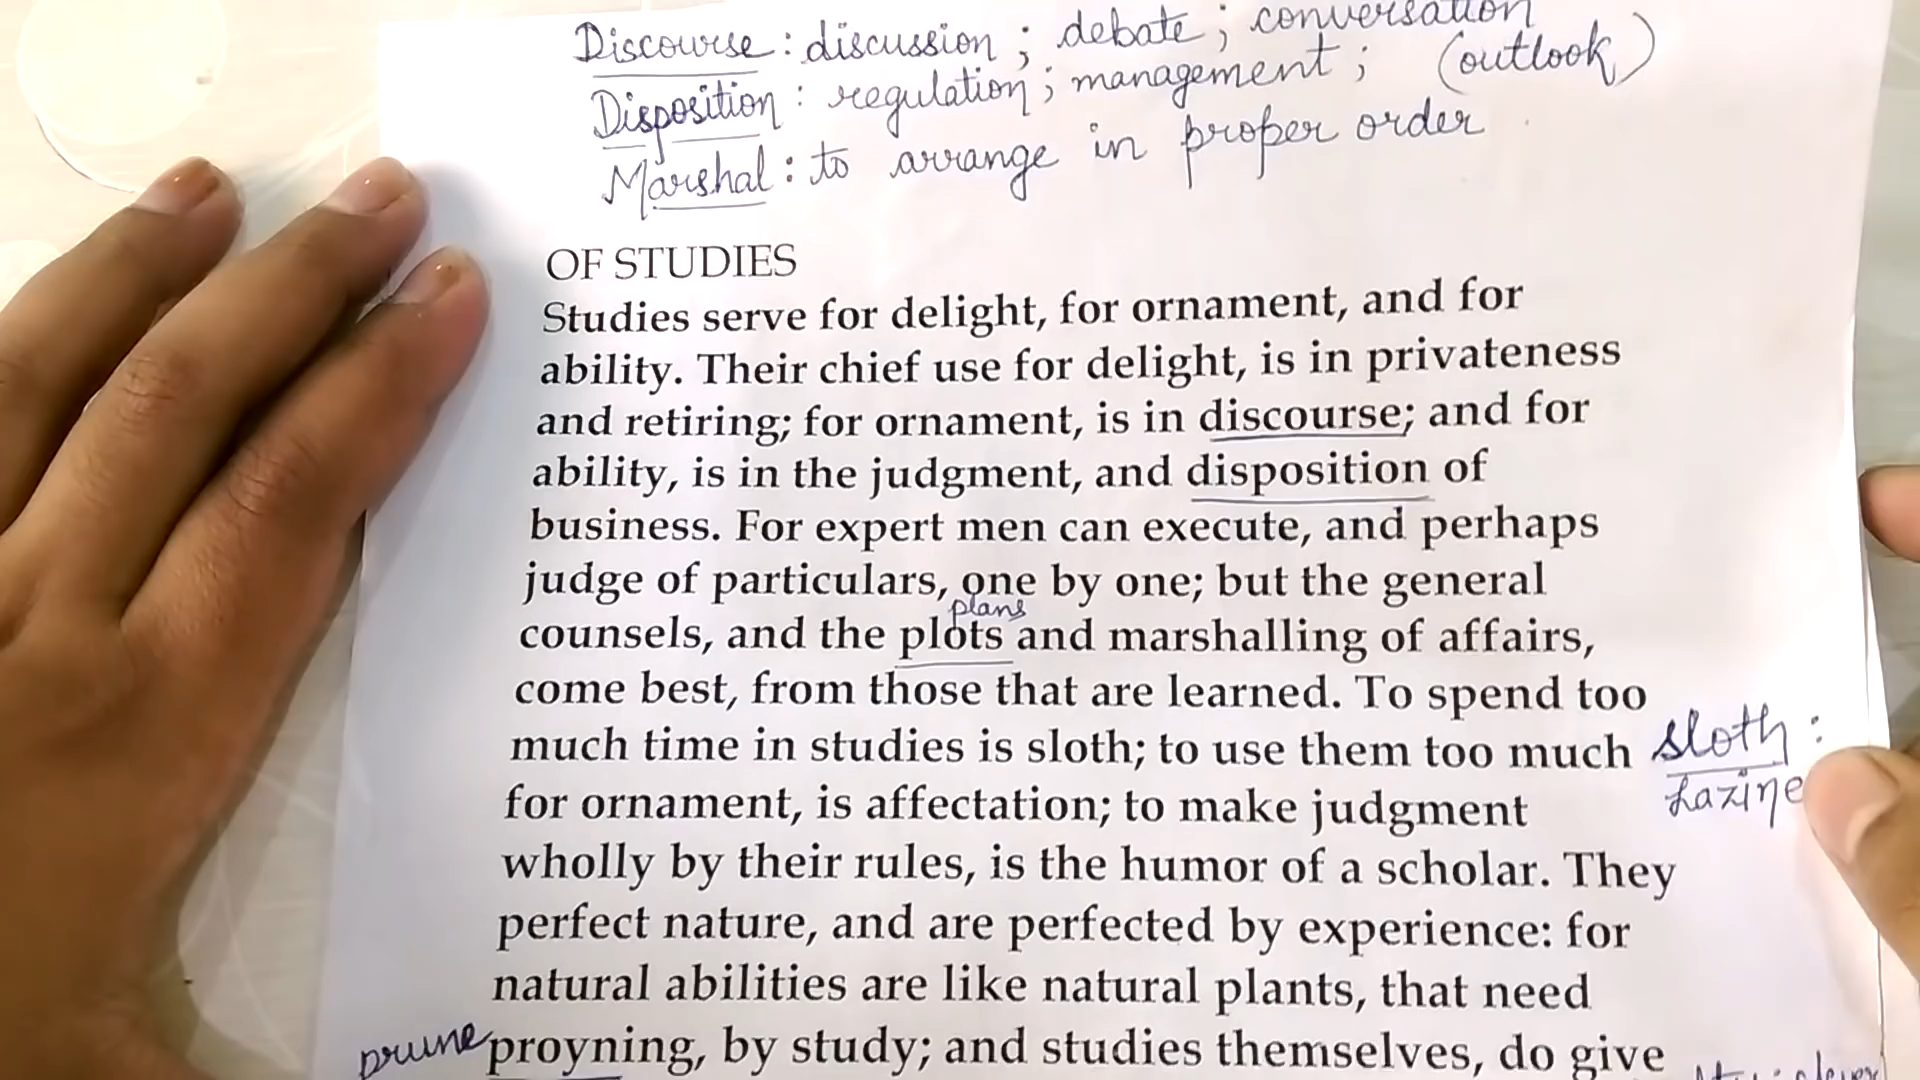 Discourse : discussion ; debate ; conversation
Disposition : regulation ; management ; (outlook)
Marshal : to arrange in proper order
OF STUDIES
Studies serve for delight, for ornament, and for
ability. Their chief use for delight, is in privateness
and retiring; for ornament, is in discourse; and for
ability, is in the judgment, and disposition of
business. For expert men can execute, and perhaps
judge of particulars, one by one; but the general
plans
counsels, and the plots and marshalling of affairs,
come best, from those that are learned. To spend too
much time in studies is sloth; to use them too much
sloth :
Lazine
for ornament, is affectation; to make judgment
wholly by their rules, is the humor of a scholar. They
perfect nature, and are perfected by experience: for
natural abilities are like natural plants, that need
prune
proyning, by study; and studies themselves, do give